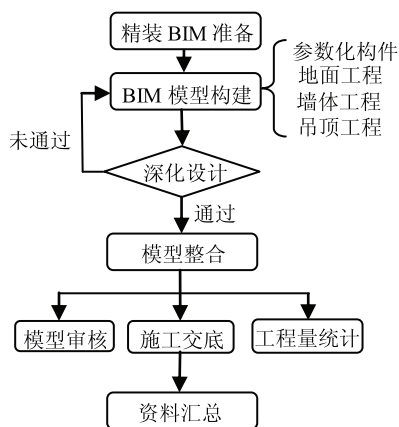 精装 BIM 准备
BIM 模型构建
参数化构件
地面工程
墙体工程
吊顶工程
未通过
深化设计
通过
模型整合
模型审核
施工交底
工程量统计
资料汇总